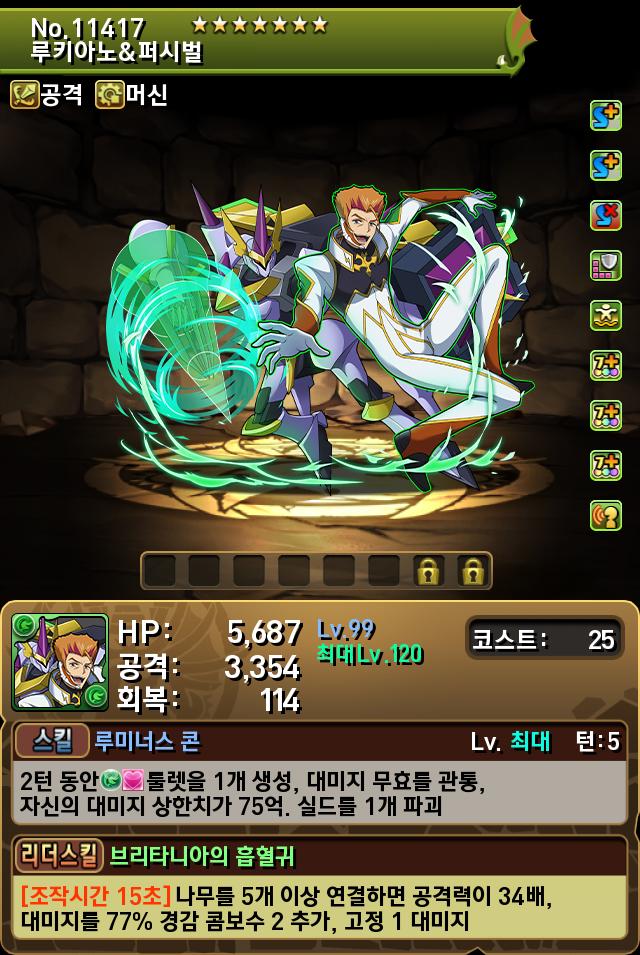 No.11417
루키아노&퍼시벌
공격 머신
7+
7+
7+
HP: 5,687 Lv.99
공격: 3,354 최대Lv.120
회복: 114
코스트: 25
스킬 루미너스 콘 Lv. 최대 턴:5
2턴 동안 룰렛을 1개 생성, 대미지 무효를 관통,
자신의 대미지 상한치가 75억. 실드를 1개 파괴
리더스킬 브리타니아의 흡혈귀
[조작시간 15초] 나무를 5개 이상 연결하면 공격력이 34배,
대미지를 77% 경감 콤보수 2 추가, 고정 1 대미지